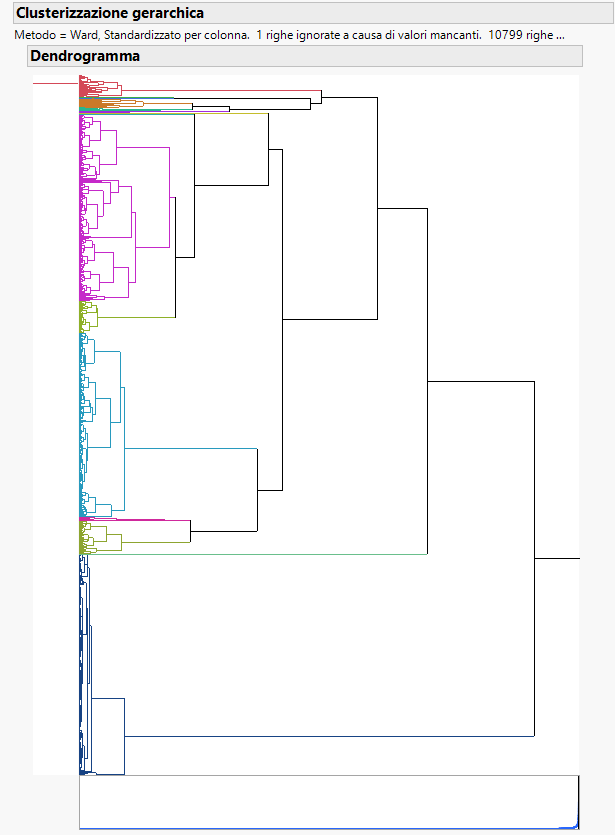 Clusterizzazione gerarchica
Metodo = Ward, Standardizzato per colonna. 1 righe ignorate a causa di valori mancanti. 10799 righe ...
Dendrogramma